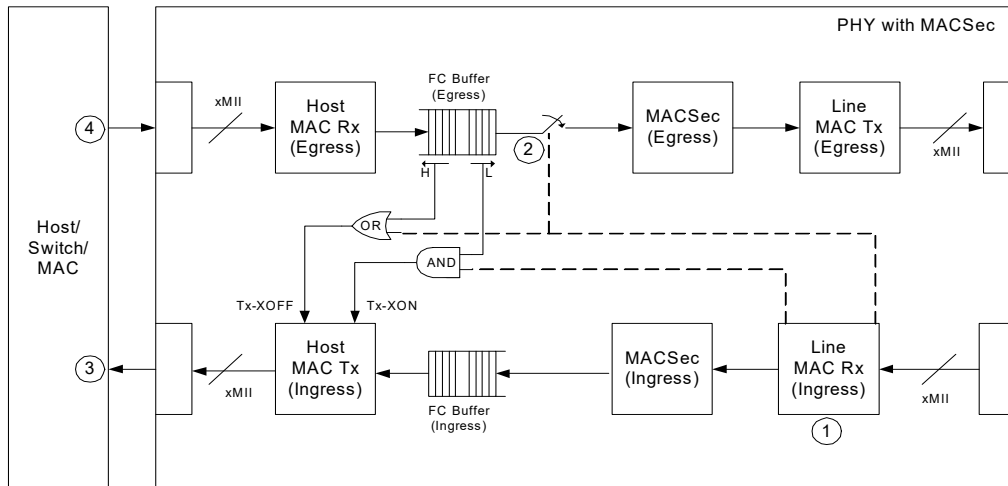 PHY with MACSec
Host/
Switch/
MAC
4
xMII
Host
MAC Rx
(Egress)
FC Buffer
(Egress)
H
L
2
MACSec
(Egress)
Line
MAC Tx
(Egress)
xMII
OR
AND
Tx-XOFF
Tx-XON
3
xMII
Host
MAC Tx
(Ingress)
FC Buffer
(Ingress)
MACSec
(Ingress)
Line
MAC Rx
(Ingress)
1
xMII